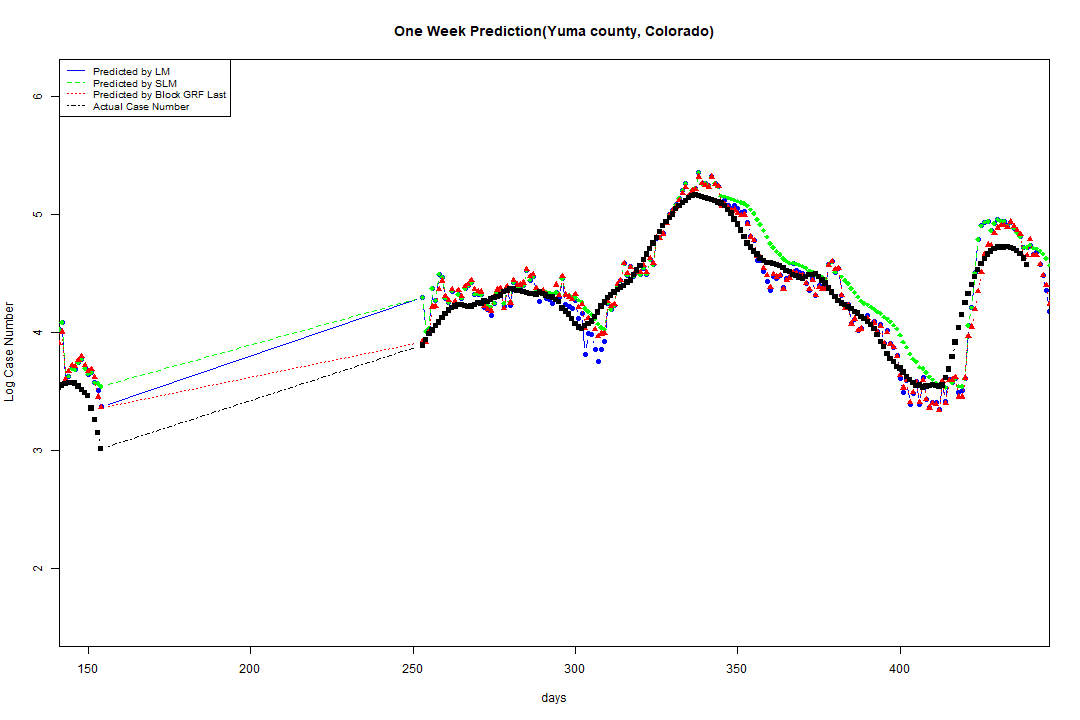 One Week Prediction(Yuma county, Colorado)
Predicted by LM
Predicted by SLM
Predicted by Block GRF Last
Actual Case Number
6
5
4
3
2
Log Case Number
150 200 250 300 350 400
days